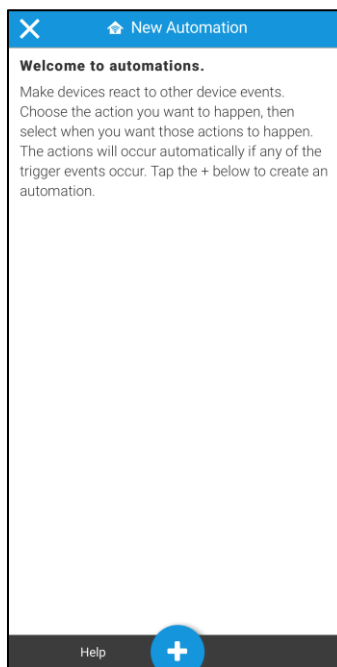 New Automation
Welcome to automations.
Make devices react to other device events.
Choose the action you want to happen, then
select when you want those actions to happen.
The actions will occur automatically if any of the
trigger events occur. Tap the + below to create an
automation.
Help
+